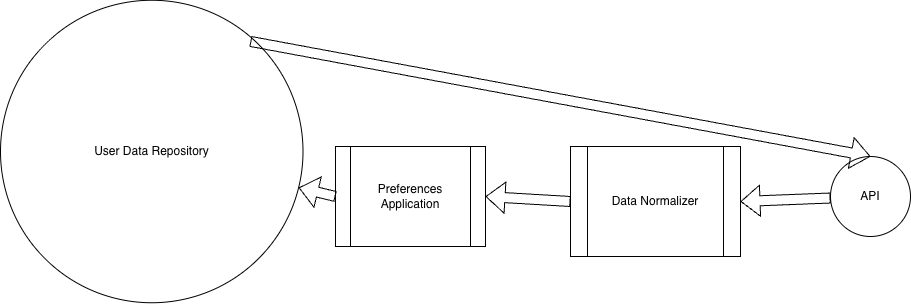 User Data Repository
Preferences
Application
Data Normalizer
API